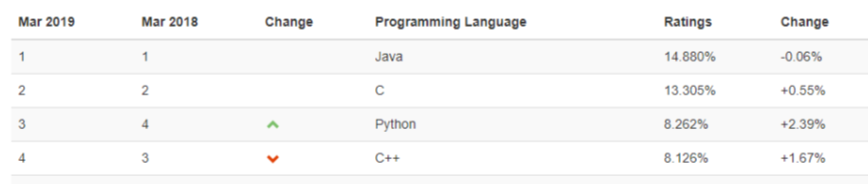 Mar 2019 Mar 2018 Change Programming Language Ratings Change
1 1 Java 14.880% -0.06%
2 2 C 13.305% +0.55%
3 4 Python 8.262% +2.39%
4 3 C++ 8.126% +1.67%